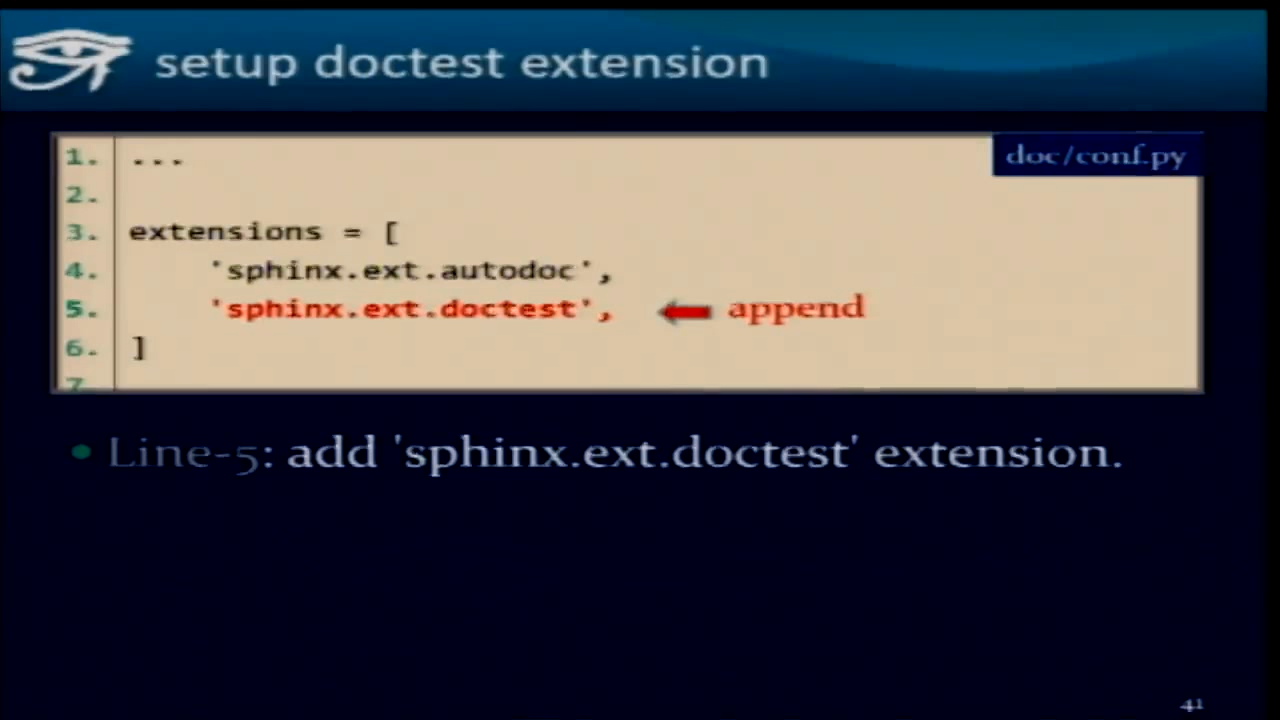 setup doctest extension
doc/conf.py
1. ...
2.
3. extensions = [
4. 'sphinx.ext.autodoc',
5. 'sphinx.ext.doctest', append
6. ]
7.
• Line-5: add 'sphinx.ext.doctest' extension.
41